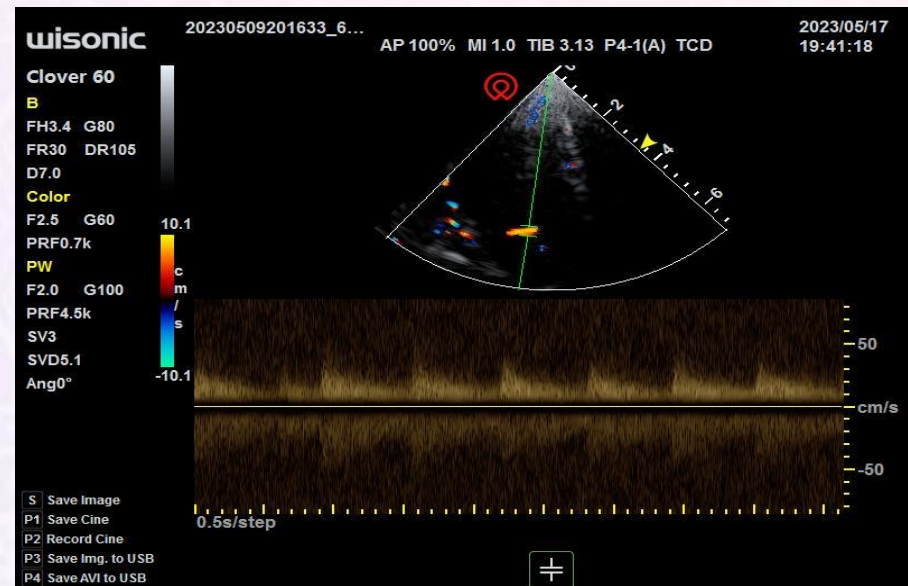 wisonic
20230509201633_6...
AP 100% MI 1.0 TIB 3.13 P4-1(A) TCD
2023/05/17
19:41:18
Clover 60
B
FH3.4 G80
FR30 DR105
D7.0
Color
F2.5 G60
PRF0.7k
PW
F2.0 G100
PRF4.5k
SV3
SVD5.1
Ang0°
10.1
c
m
/
s
-10.1
0
2
4
6
50
cm/s
-50
0.5s/step
S Save Image
P1 Save Cine
P2 Record Cine
P3 Save Img. to USB
P4 Save AVI to USB